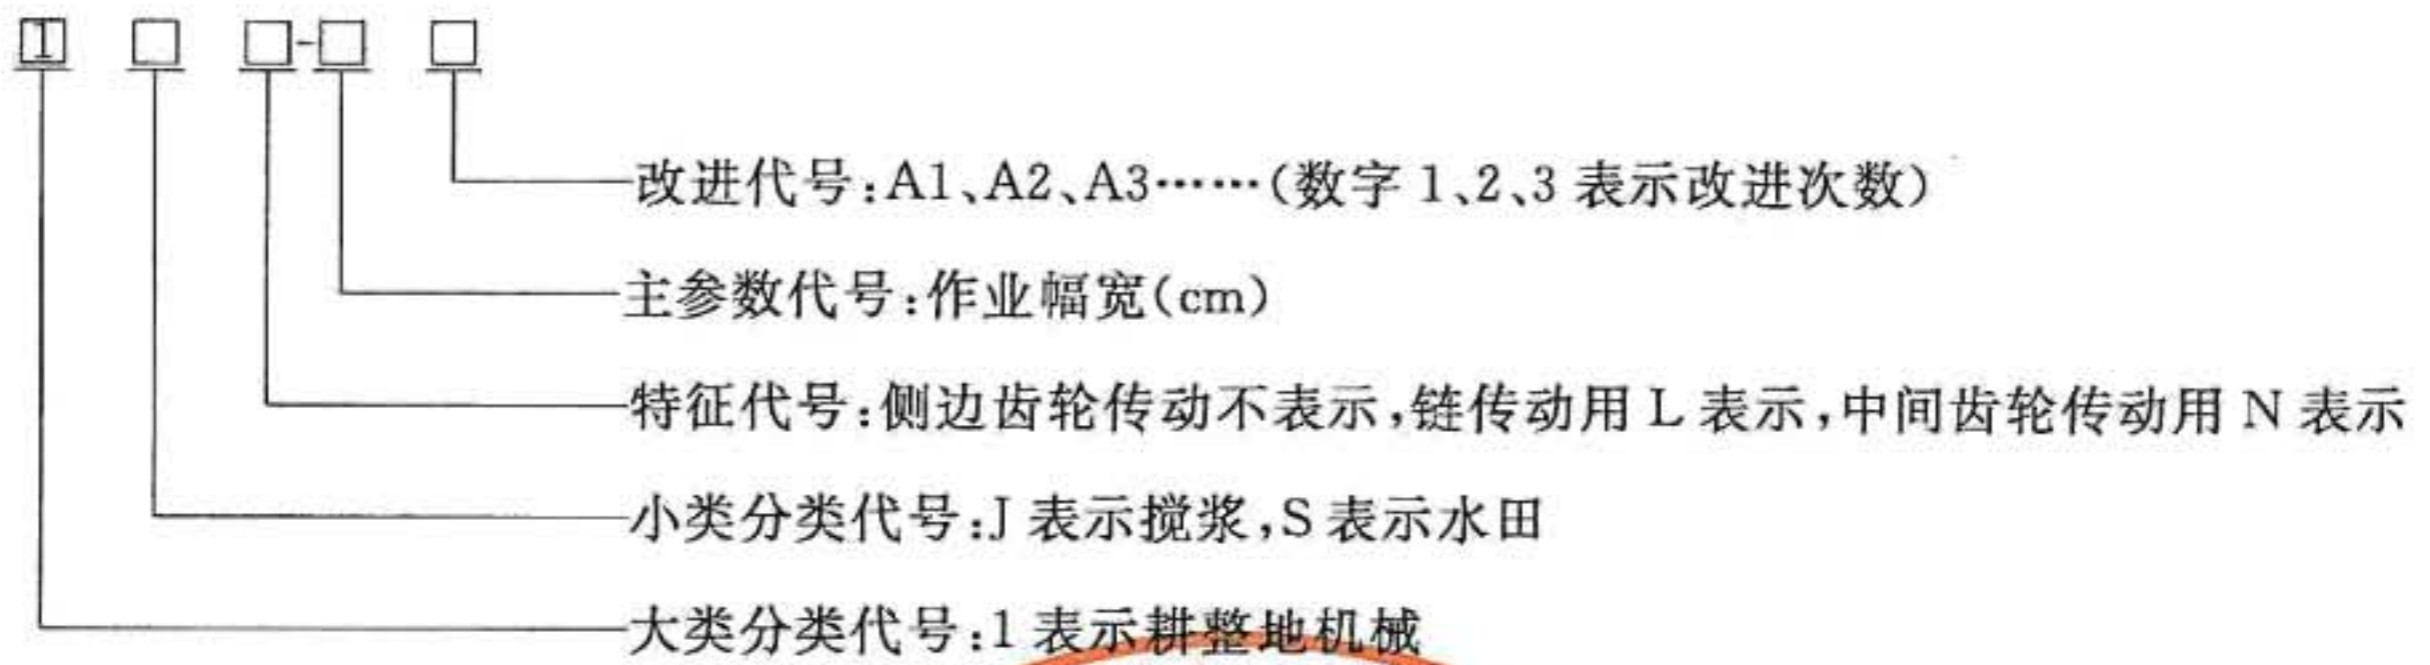 1 □ □-□ □
改进代号:A1、A2、A3……(数字 1、2、3 表示改进次数)
主参数代号:作业幅宽(cm)
特征代号:侧边齿轮传动不表示,链传动用 L 表示,中间齿轮传动用 N 表示
小类分类代号:J 表示搅浆,S 表示水田
大类分类代号:1 表示耕整地机械